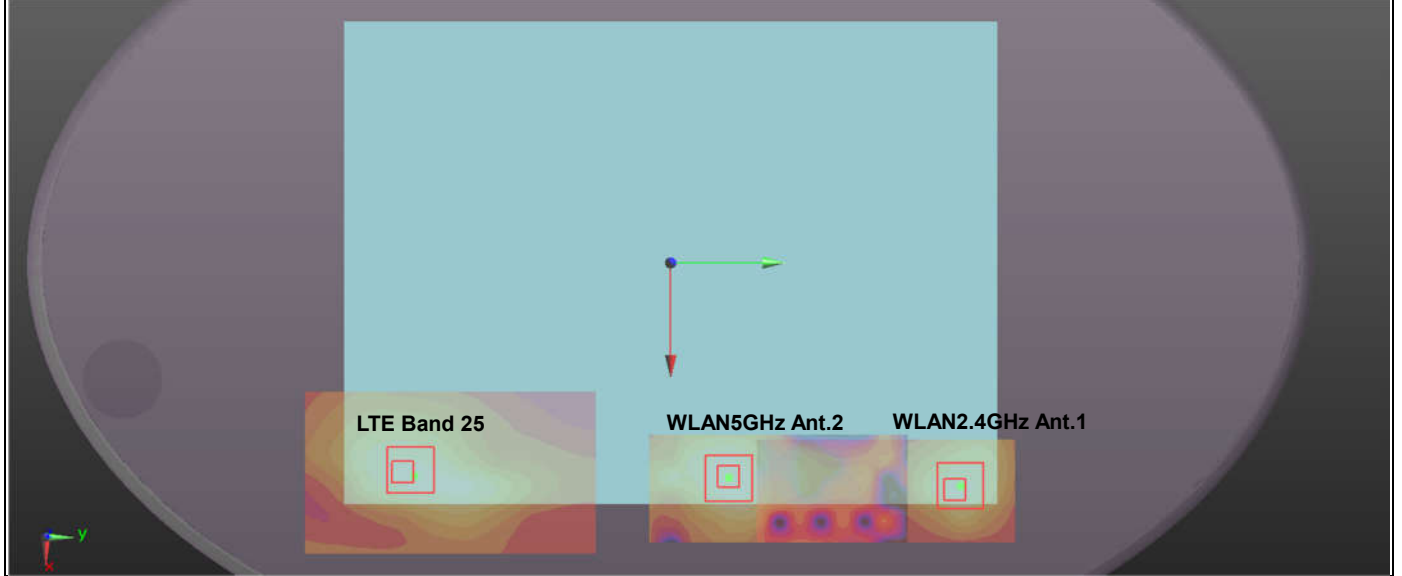 LTE Band 25
WLAN5GHz Ant.2
WLAN2.4GHz Ant.1
y
x